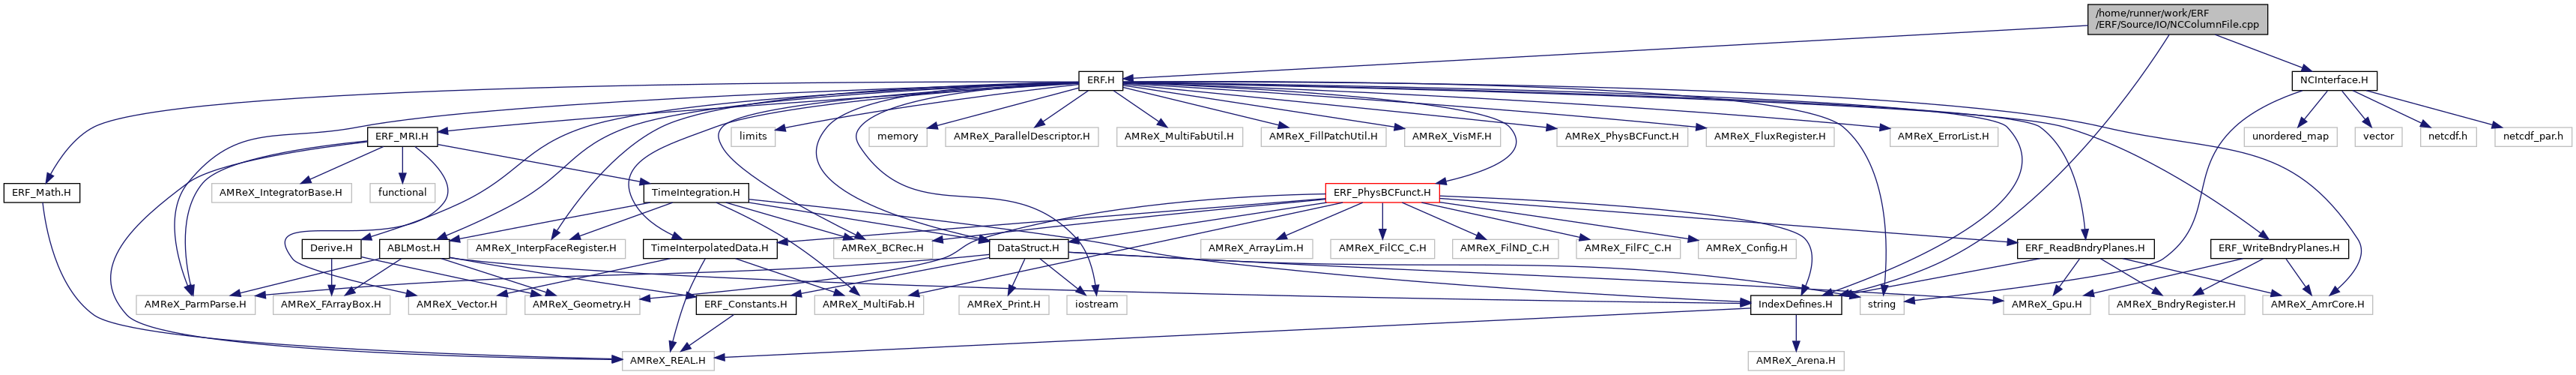 /home/runner/work/ERF
/ERF/Source/IO/NCColumnFile.cpp
ERF.H
NCInterface.H
ERF_MRI.H
limits
memory
AMReX_ParallelDescriptor.H
AMReX_MultiFabUtil.H
AMReX_FillPatchUtil.H
AMReX_VisMF.H
AMReX_PhysBCFunct.H
AMReX_FluxRegister.H
AMReX_ErrorList.H
unordered_map
vector
netcdf.h
netcdf_par.h
ERF_Math.H
AMReX_IntegratorBase.H
functional
TimeIntegration.H
ERF_PhysBCFunct.H
Derive.H
ABLMost.H
AMReX_InterpFaceRegister.H
TimeInterpolatedData.H
AMReX_BCRec.H
DataStruct.H
AMReX_ArrayLim.H
AMReX_FilCC_C.H
AMReX_FilND_C.H
AMReX_FilFC_C.H
AMReX_Config.H
ERF_ReadBndryPlanes.H
ERF_WriteBndryPlanes.H
AMReX_ParmParse.H
AMReX_FArrayBox.H
AMReX_Vector.H
AMReX_Geometry.H
ERF_Constants.H
AMReX_MultiFab.H
AMReX_Print.H
iostream
IndexDefines.H
string
AMReX_Gpu.H
AMReX_BndryRegister.H
AMReX_AmrCore.H
AMReX_REAL.H
AMReX_Arena.H